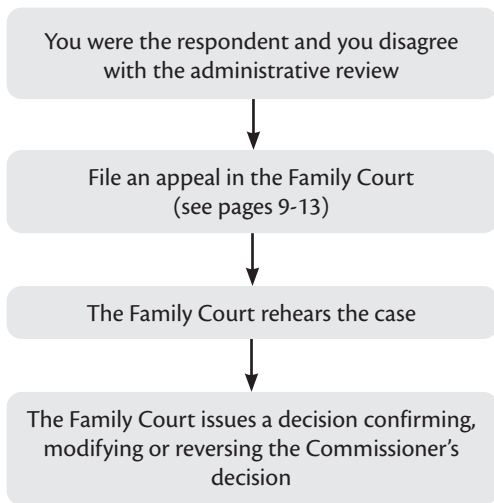 You were the respondent and you disagree
with the administrative review
File an appeal in the Family Court
(see pages 9-13)
The Family Court rehears the case
The Family Court issues a decision confirming,
modifying or reversing the Commissioner’s
decision